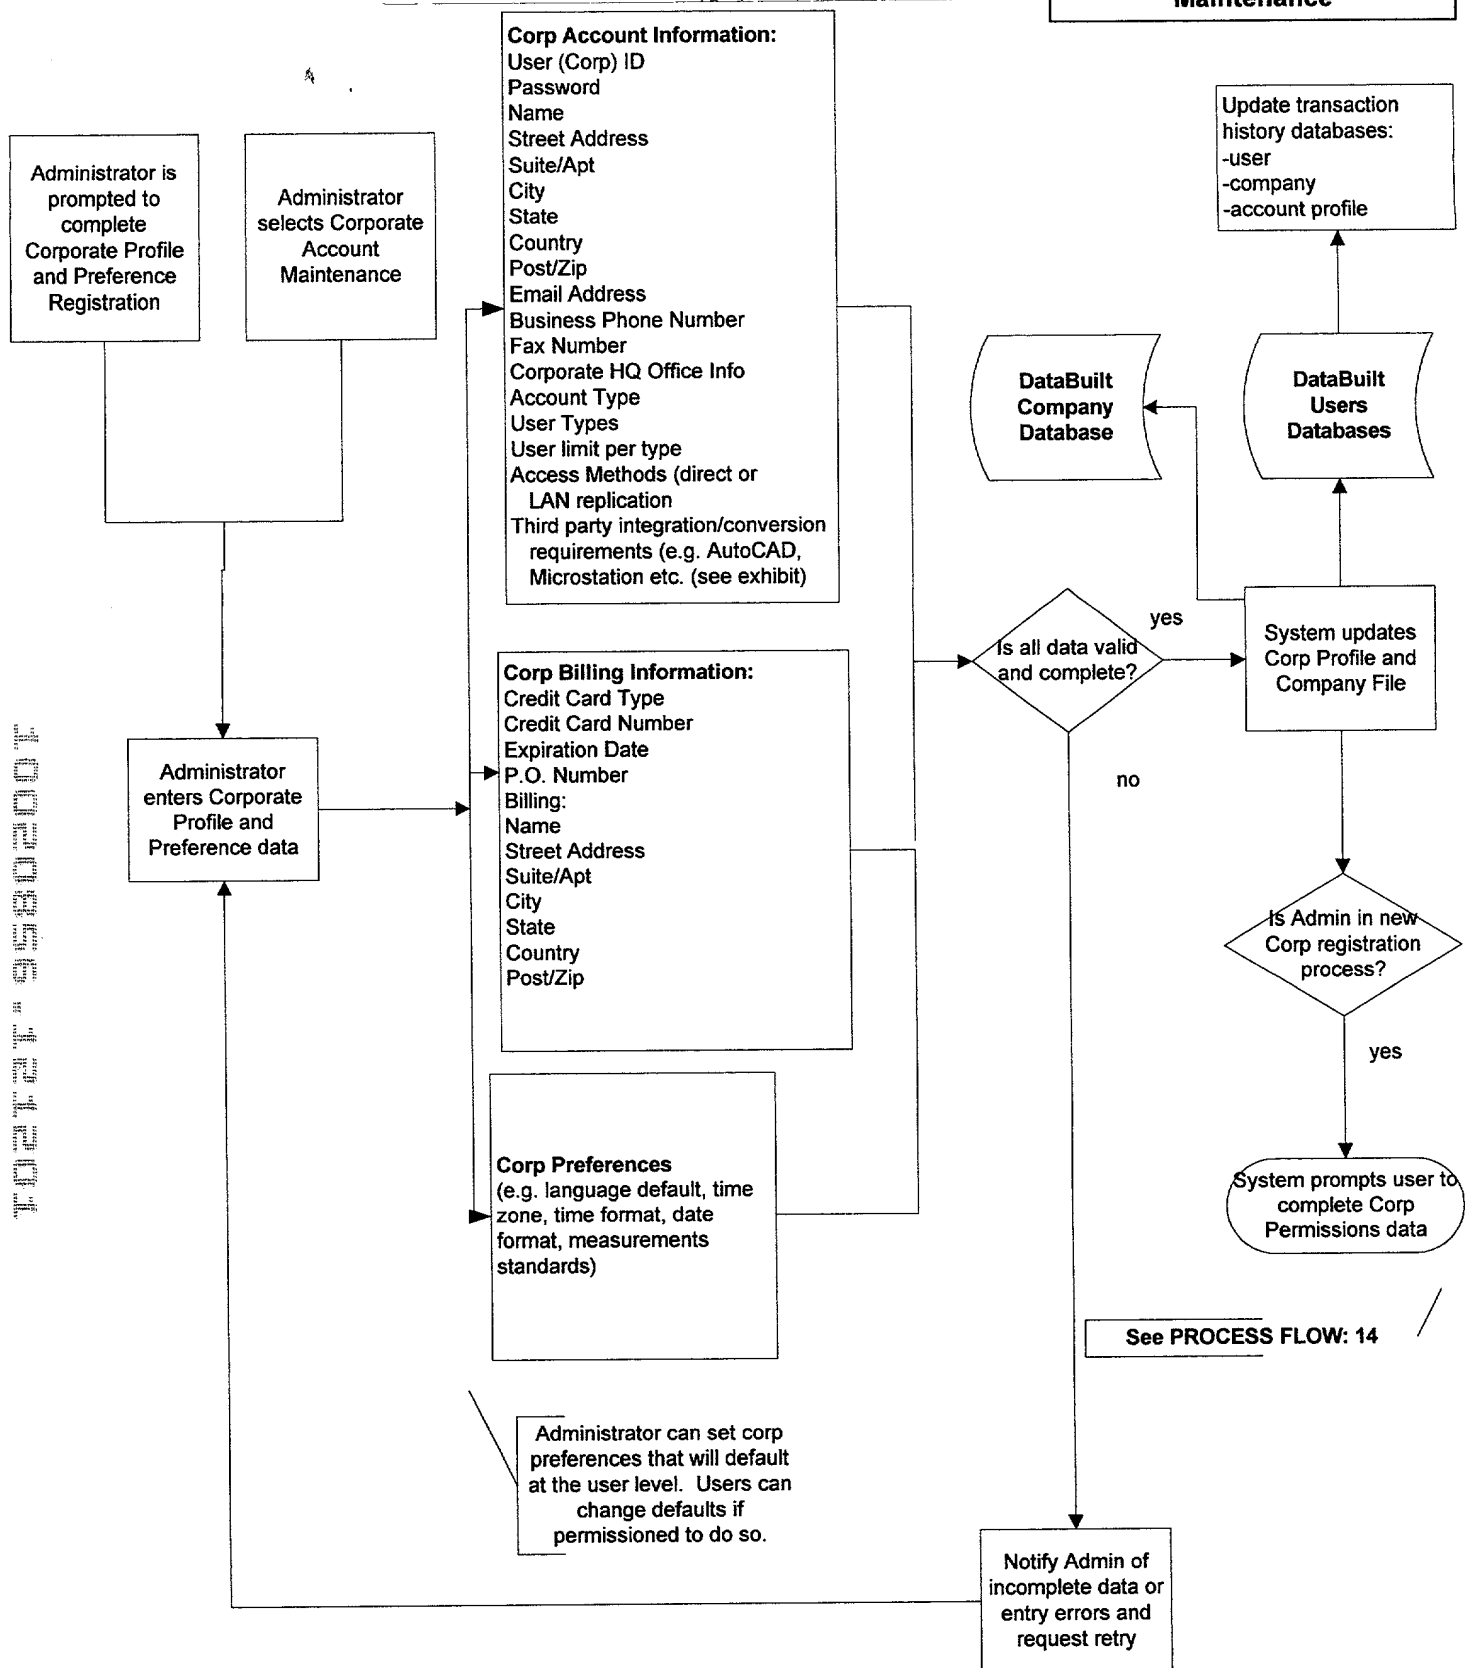 Maintenance
Administrator is
prompted to
complete
Corporate Profile
and Preference
Registration
Administrator
selects Corporate
Account
Maintenance
Corp Account Information:
User (Corp) ID
Password
Name
Street Address
Suite/Apt
City
State
Country
Post/Zip
Email Address
Business Phone Number
Fax Number
Corporate HQ Office Info
Account Type
User Types
User limit per type
Access Methods (direct or
LAN replication
Third party integration/conversion
requirements (e.g. AutoCAD,
Microstation etc. (see exhibit)
Update transaction
history databases:
-user
-company
-account profile
DataBuilt
Company
Database
DataBuilt
Users
Databases
Is all data valid
and complete?
yes
no
System updates
Corp Profile and
Company File
Administrator
enters Corporate
Profile and
Preference data
Corp Billing Information:
Credit Card Type
Credit Card Number
Expiration Date
P.O. Number
Billing:
Name
Street Address
Suite/Apt
City
State
Country
Post/Zip
Is Admin in new
Corp registration
process?
yes
System prompts user to
complete Corp
Permissions data
Corp Preferences
(e.g. language default, time
zone, time format, date
format, measurements
standards)
See PROCESS FLOW: 14
Administrator can set corp
preferences that will default
at the user level. Users can
change defaults if
permissioned to do so.
Notify Admin of
incomplete data or
entry errors and
request retry